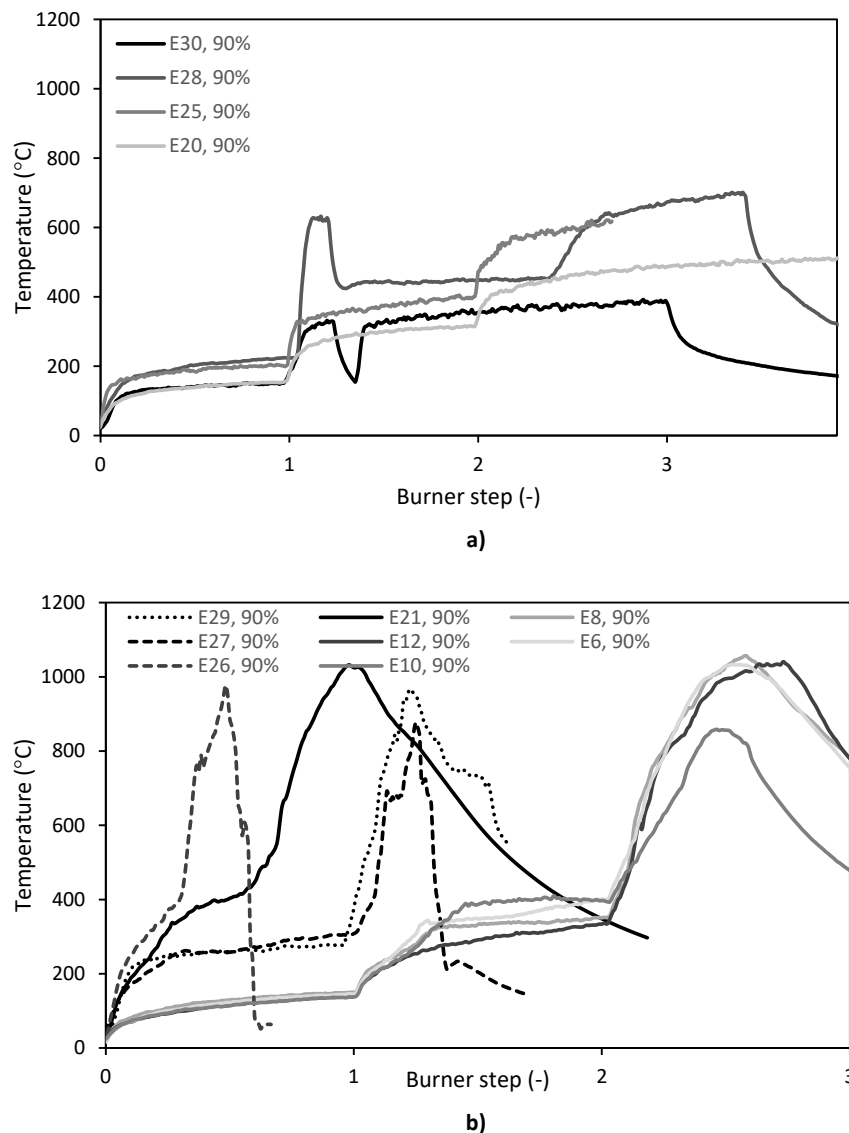 1200
1000
800
600
400
200
0
Temperature (°C)
E30, 90%
E28, 90%
E25, 90%
E20, 90%
0 1 2 3
Burner step (-)
a)
1200
1000
800
600
400
200
0
Temperature (°C)
E29, 90% E21, 90% E8, 90%
E27, 90% E12, 90% E6, 90%
E26, 90% E10, 90%
0 1 2 3
Burner step (-)
b)